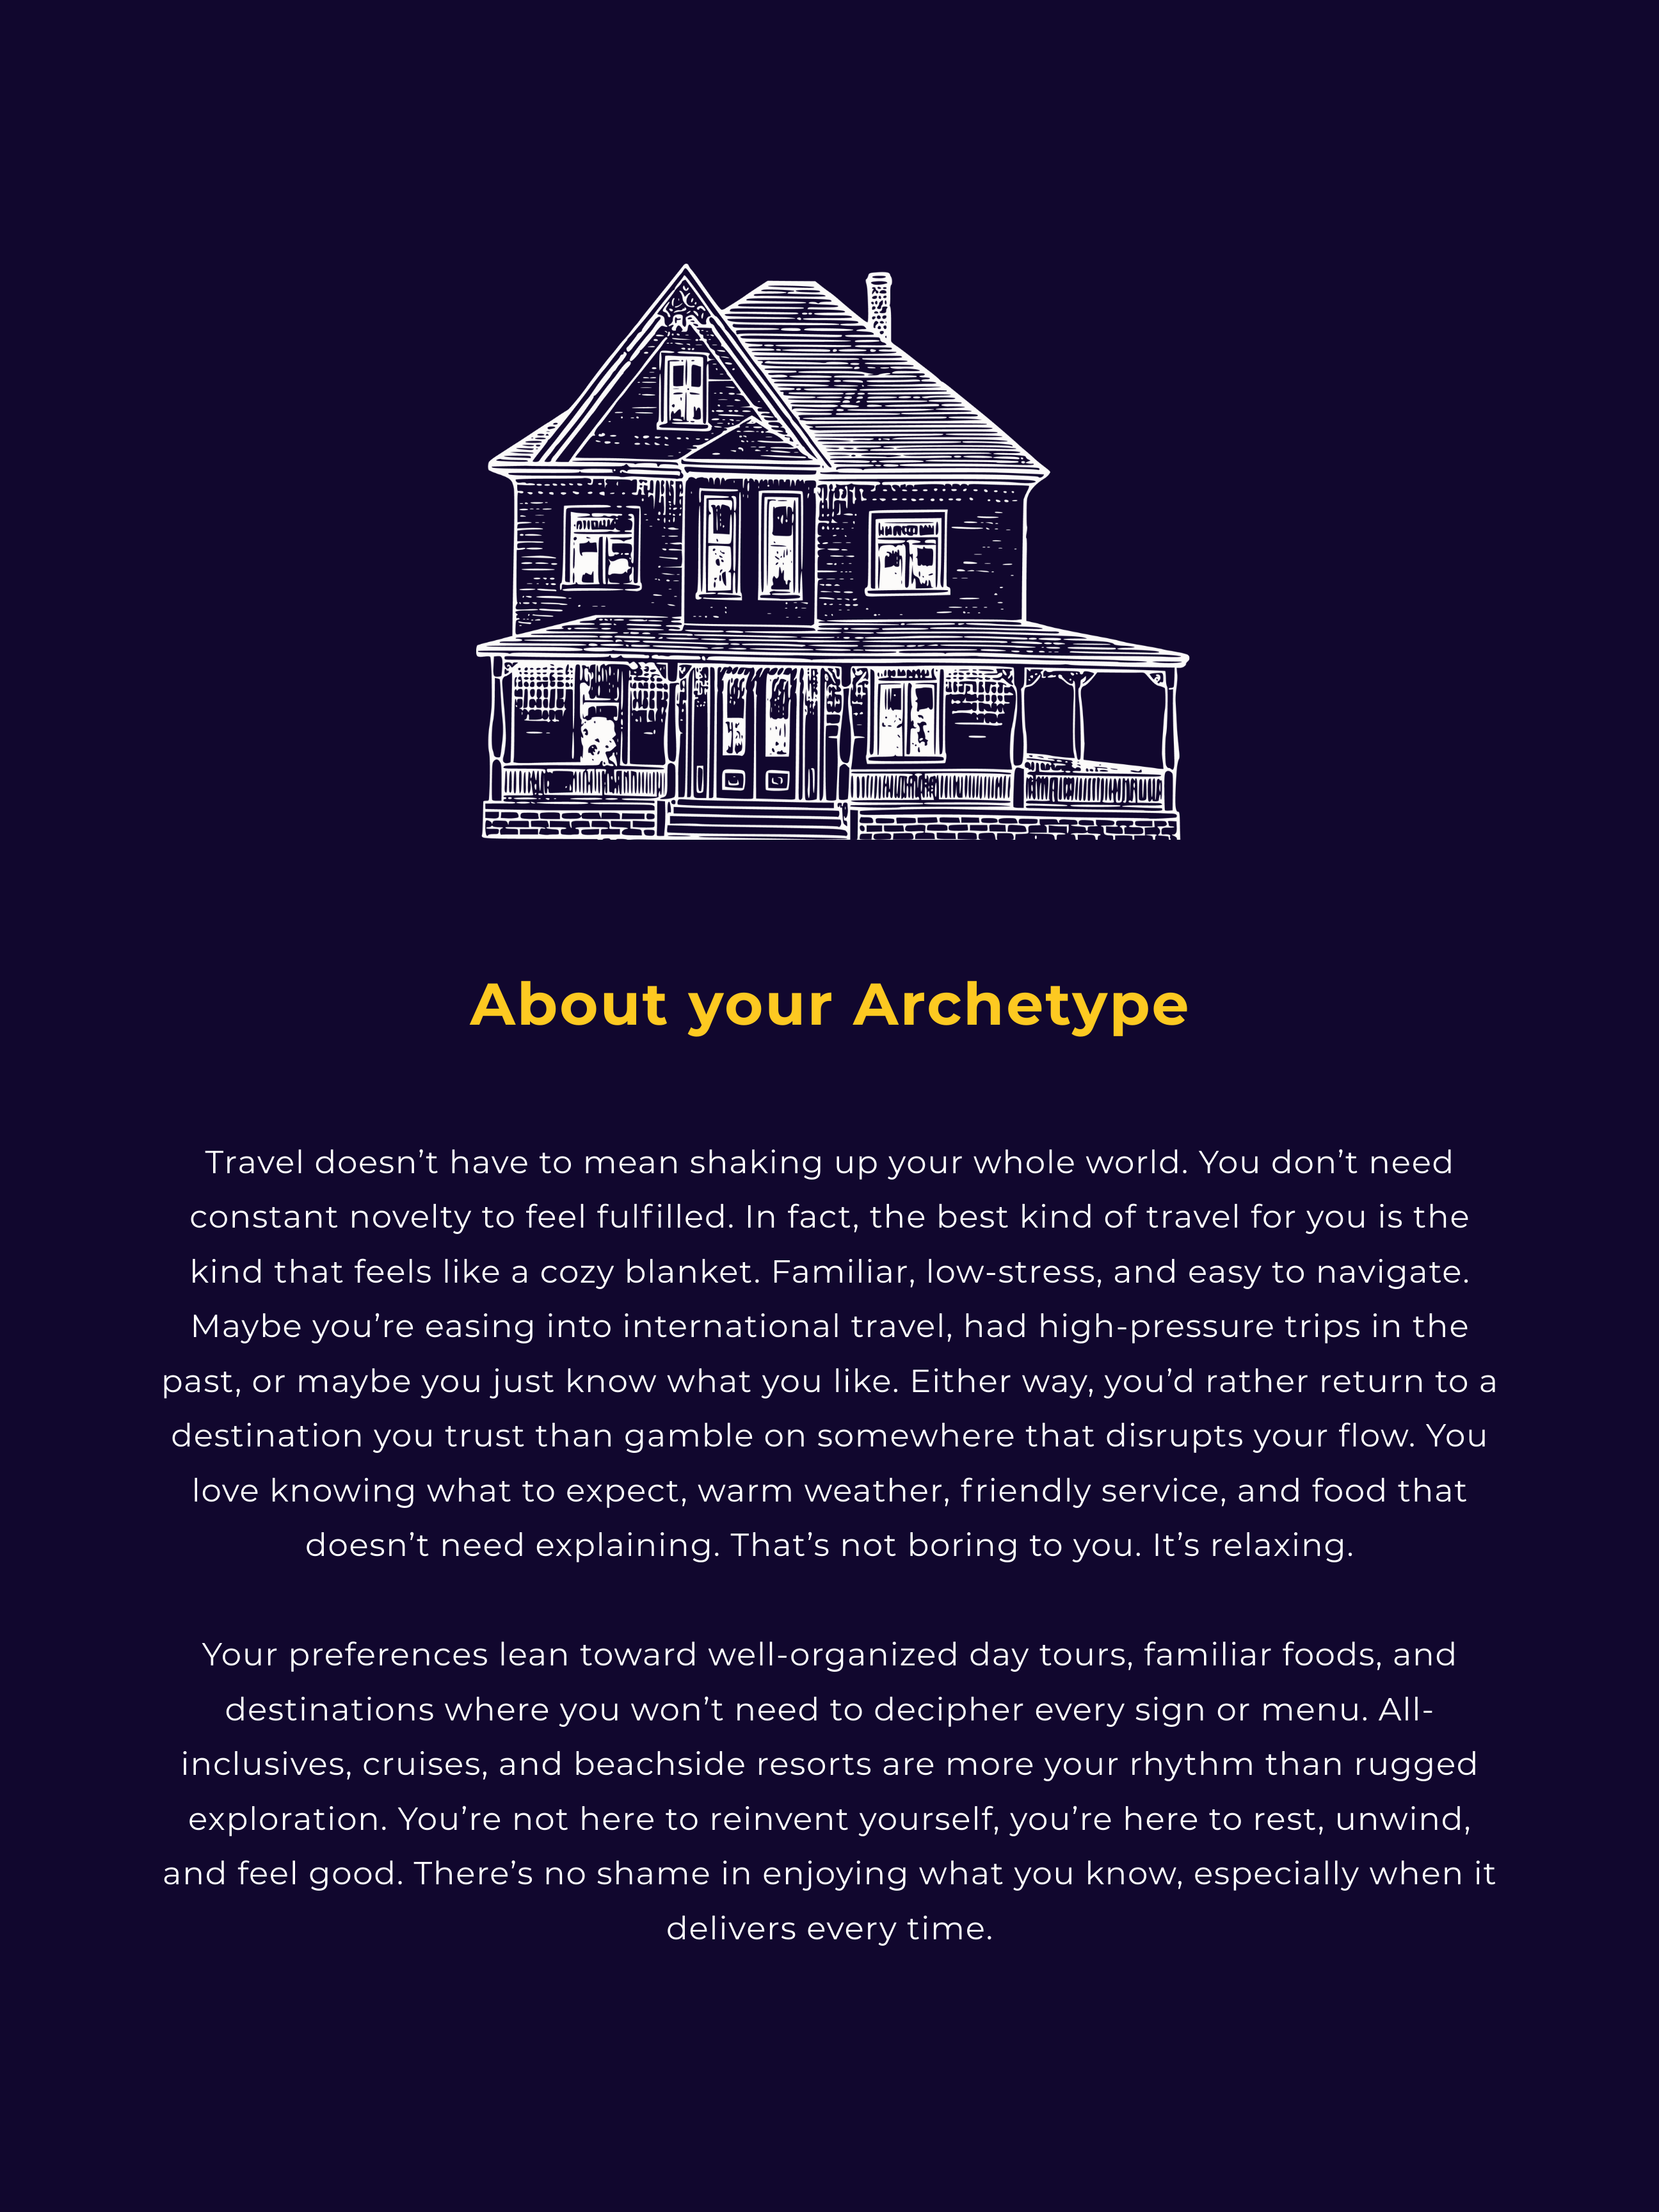 About your Archetype
Travel doesn’t have to mean shaking up your whole world. You don’t need
constant novelty to feel fulfilled. In fact, the best kind of travel for you is the
kind that feels like a cozy blanket. Familiar, low-stress, and easy to navigate.
Maybe you’re easing into international travel, had high-pressure trips in the
past, or maybe you just know what you like. Either way, you’d rather return to a
destination you trust than gamble on somewhere that disrupts your flow. You
love knowing what to expect, warm weather, friendly service, and food that
doesn’t need explaining. That’s not boring to you. It’s relaxing.
Your preferences lean toward well-organized day tours, familiar foods, and
destinations where you won’t need to decipher every sign or menu. All-
inclusives, cruises, and beachside resorts are more your rhythm than rugged
exploration. You’re not here to reinvent yourself, you’re here to rest, unwind,
and feel good. There’s no shame in enjoying what you know, especially when it
delivers every time.